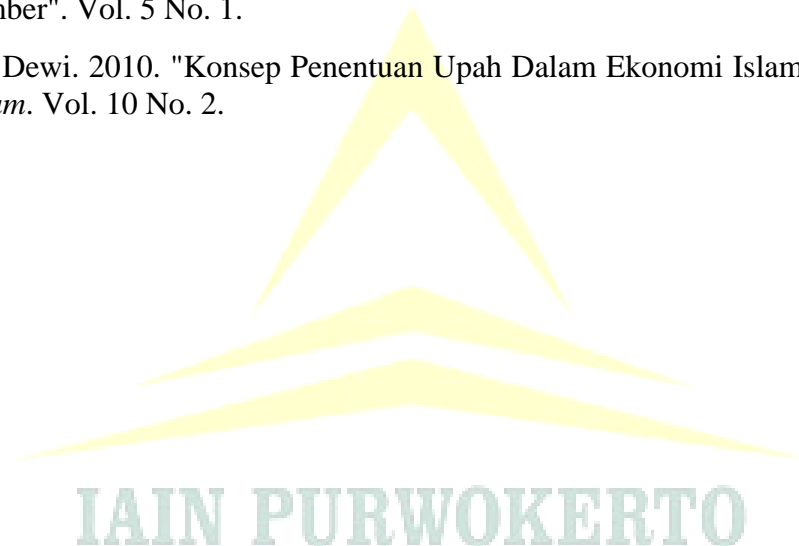 mber". Vol. 5 No. 1.
Dewi. 2010. "Konsep Penentuan Upah Dalam Ekonomi Islam
am. Vol. 10 No. 2.
IAIN PURWOKERTO